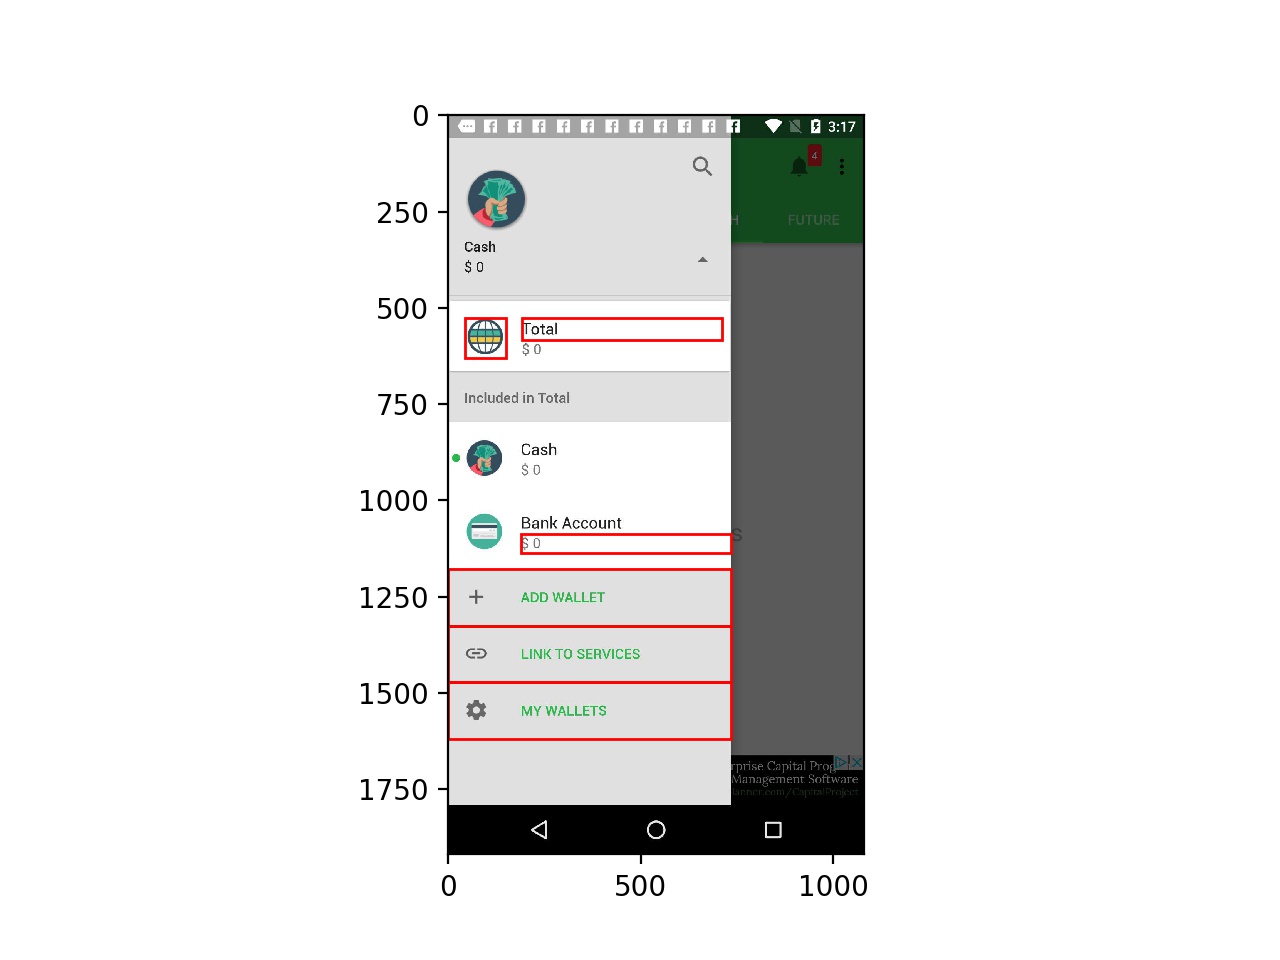 0
250
500
750
1000
1250
1500
1750
3:17
4
H FUTURE
Cash
$ 0
Total
$ 0
Included in Total
Cash
$ 0
Bank Account
$ 0
s
ADD WALLET
LINK TO SERVICES
MY WALLETS
rprise Capital Prog
Management Software
lanner.com/CapitalProject
0 500 1000